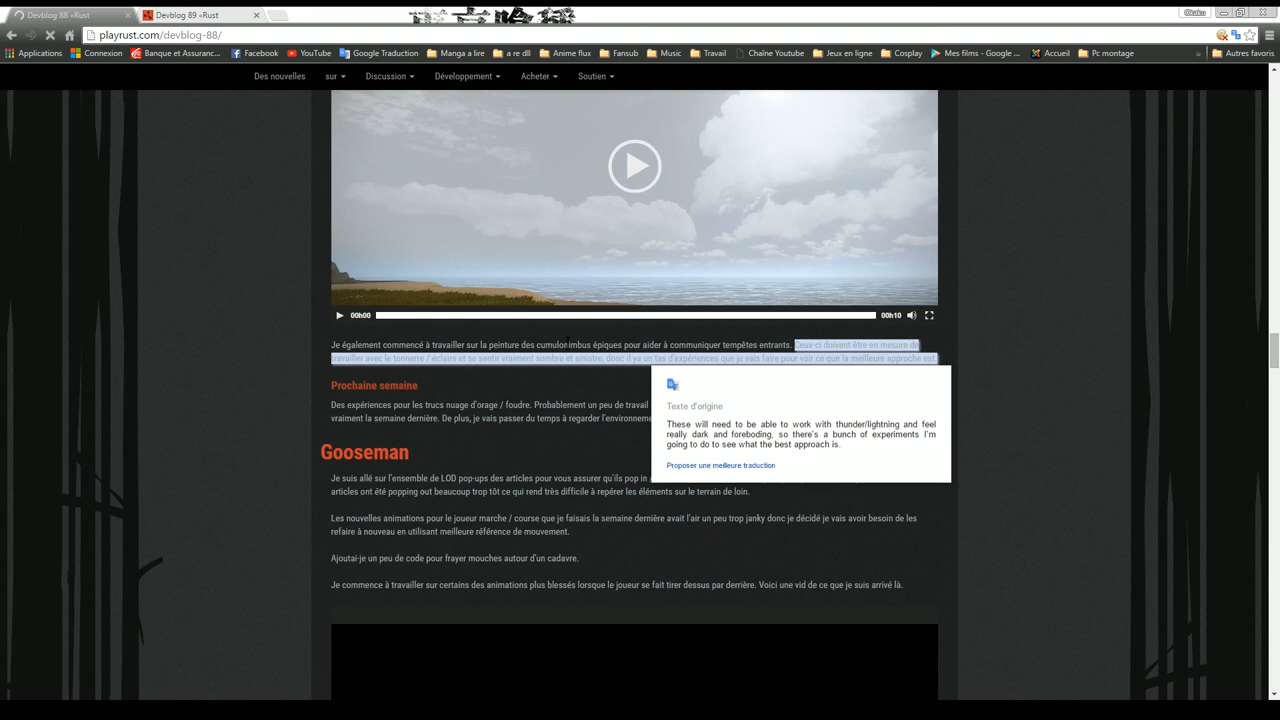 Devblog 88 «Rust
Devblog 89 «Rust
Okaku
playrust.com/devblog-88/
Applications
Connexion
Banque et Assuranc...
Facebook
YouTube
Google Traduction
Manga a lire
a re dll
Anime flux
Fansub
Music
Travail
Chaîne Youtube
Jeux en ligne
Cosplay
Mes films - Google ...
Accueil
Pc montage
»
Autres favoris
Des nouvelles
sur
Discussion
Développement
Acheter
Soutien
00h00
00h10
Je également commencé à travailler sur la peinture des cumulonimbus épiques pour aider à communiquer tempêtes entrants. Ceux-ci doivent être en mesure de
travailler avec le tonnerre / éclairs et se sentir vraiment sombre et sinistre, donc il ya un tas d'expériences que je vais faire pour voir ce que la meilleure approche est.
Prochaine semaine
Des expériences pour les trucs nuage d'orage / foudre. Probablement un peu de travail
vraiment la semaine dernière. De plus, je vais passer du temps à regarder l'environneme
Texte d'origine
These will need to be able to work with thunder/lightning and feel
really dark and foreboding, so there's a bunch of experiments I'm
going to do to see what the best approach is.
Proposer une meilleure traduction
Gooseman
Je suis allé sur l'ensemble de LOD pop-ups des articles pour vous assurer qu'ils pop in
articles ont été popping out beaucoup trop tôt ce qui rend très difficile à repérer les éléments sur le terrain de loin.
Les nouvelles animations pour le joueur marche / course que je faisais la semaine dernière avait l'air un peu trop janky donc je décidé je vais avoir besoin de les
refaire à nouveau en utilisant meilleure référence de mouvement.
Ajoutai-je un peu de code pour frayer mouches autour d'un cadavre.
Je commence à travailler sur certains des animations plus blessés lorsque le joueur se fait tirer dessus par derrière. Voici une vid de ce que je suis arrivé là.